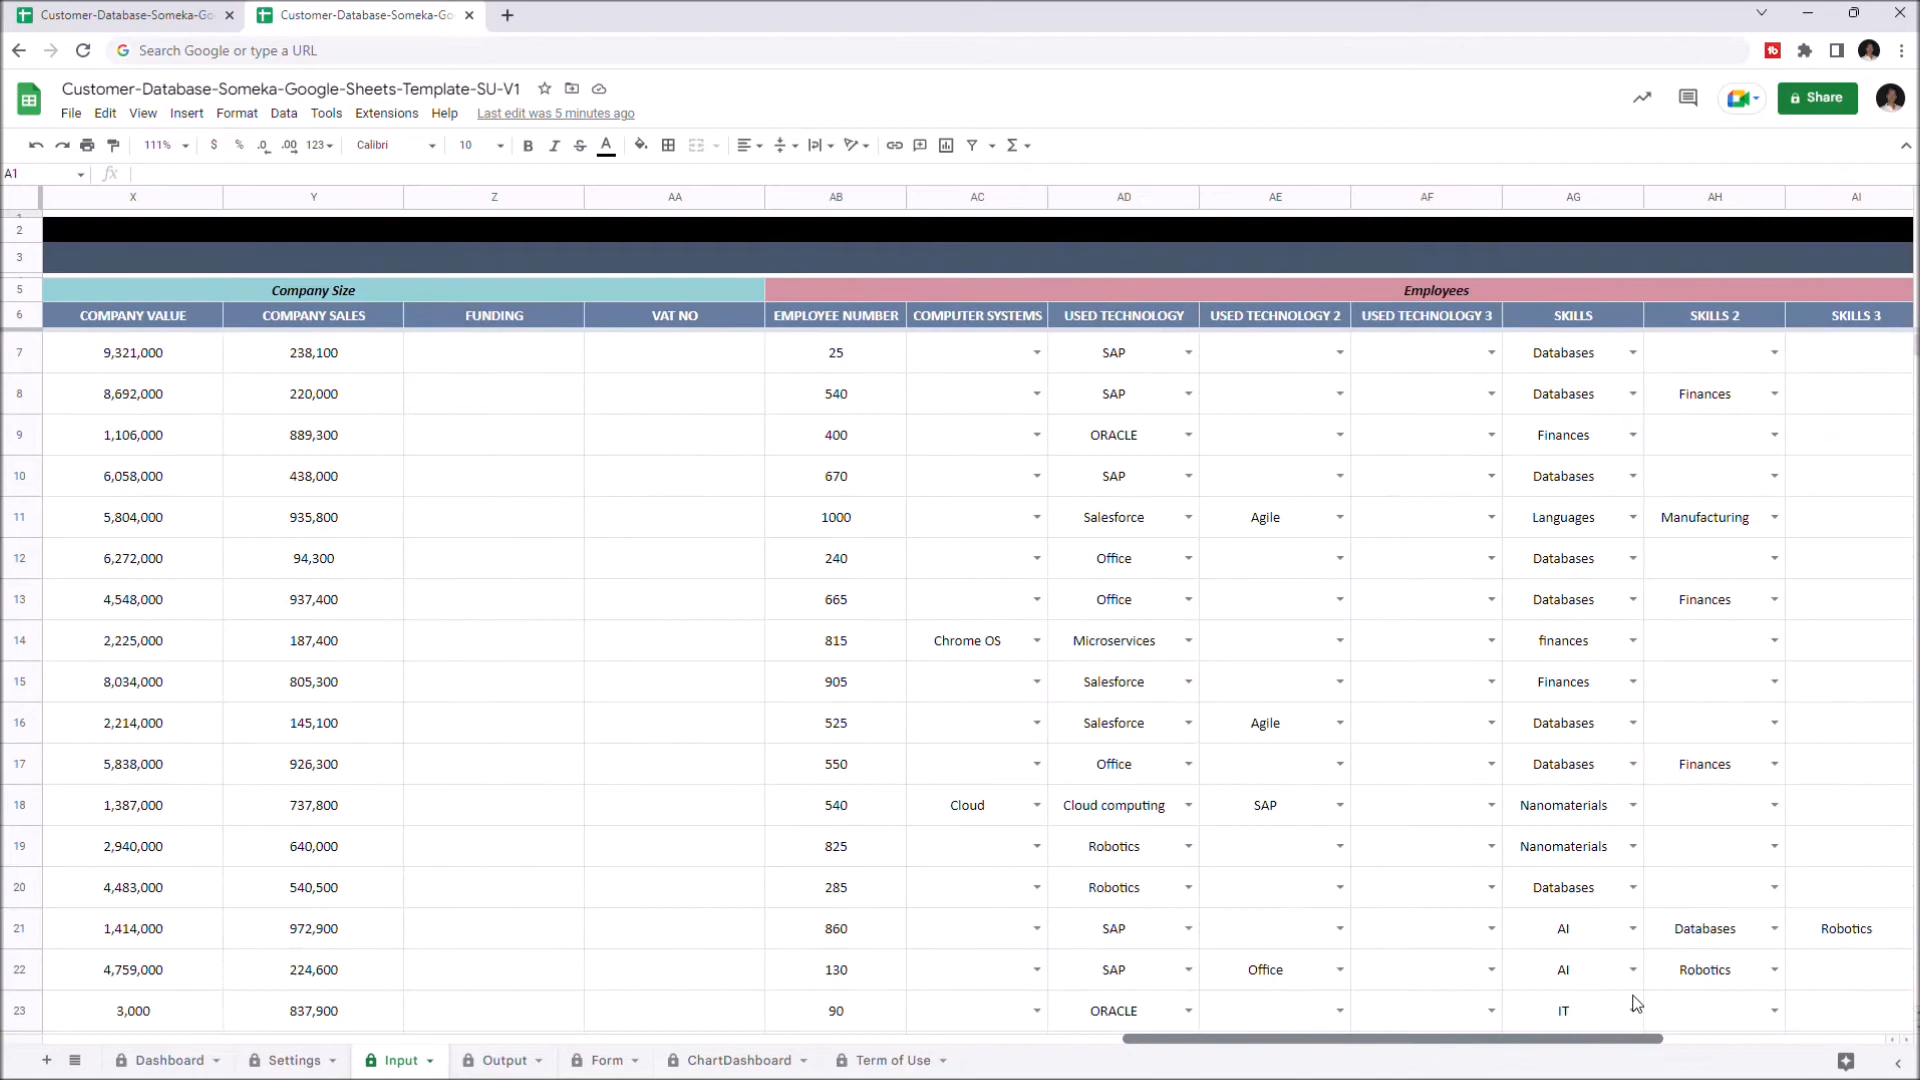 Customer-Database-Someka-Go
Customer-Database-Someka-Go
Search Google or type a URL
Customer-Database-Someka-Google-Sheets-Template-SU-V1
File Edit View Insert Format Data Tools Extensions Help Last edit was 5 minutes ago
Share
111% $ % .0 .00 123 Calibri 10 B I S A
A1 fx
X Y Z AA AB AC AD AE AF AG AH AI
1
2
3
5 Company Size Employees
6 COMPANY VALUE COMPANY SALES FUNDING VAT NO EMPLOYEE NUMBER COMPUTER SYSTEMS USED TECHNOLOGY USED TECHNOLOGY 2 USED TECHNOLOGY 3 SKILLS SKILLS 2 SKILLS 3
7 9,321,000 238,100 25 SAP Databases
8 8,692,000 220,000 540 SAP Databases Finances
9 1,106,000 889,300 400 ORACLE Finances
10 6,058,000 438,000 670 SAP Databases
11 5,804,000 935,800 1000 Salesforce Agile Languages Manufacturing
12 6,272,000 94,300 240 Office Databases
13 4,548,000 937,400 665 Office Databases Finances
14 2,225,000 187,400 815 Chrome OS Microservices finances
15 8,034,000 805,300 905 Salesforce Finances
16 2,214,000 145,100 525 Salesforce Agile Databases
17 5,838,000 926,300 550 Office Databases Finances
18 1,387,000 737,800 540 Cloud Cloud computing SAP Nanomaterials
19 2,940,000 640,000 825 Robotics Nanomaterials
20 4,483,000 540,500 285 Robotics Databases
21 1,414,000 972,900 860 SAP AI Databases Robotics
22 4,759,000 224,600 130 SAP Office AI Robotics
23 3,000 837,900 90 ORACLE IT
Dashboard Settings Input Output Form ChartDashboard Term of Use